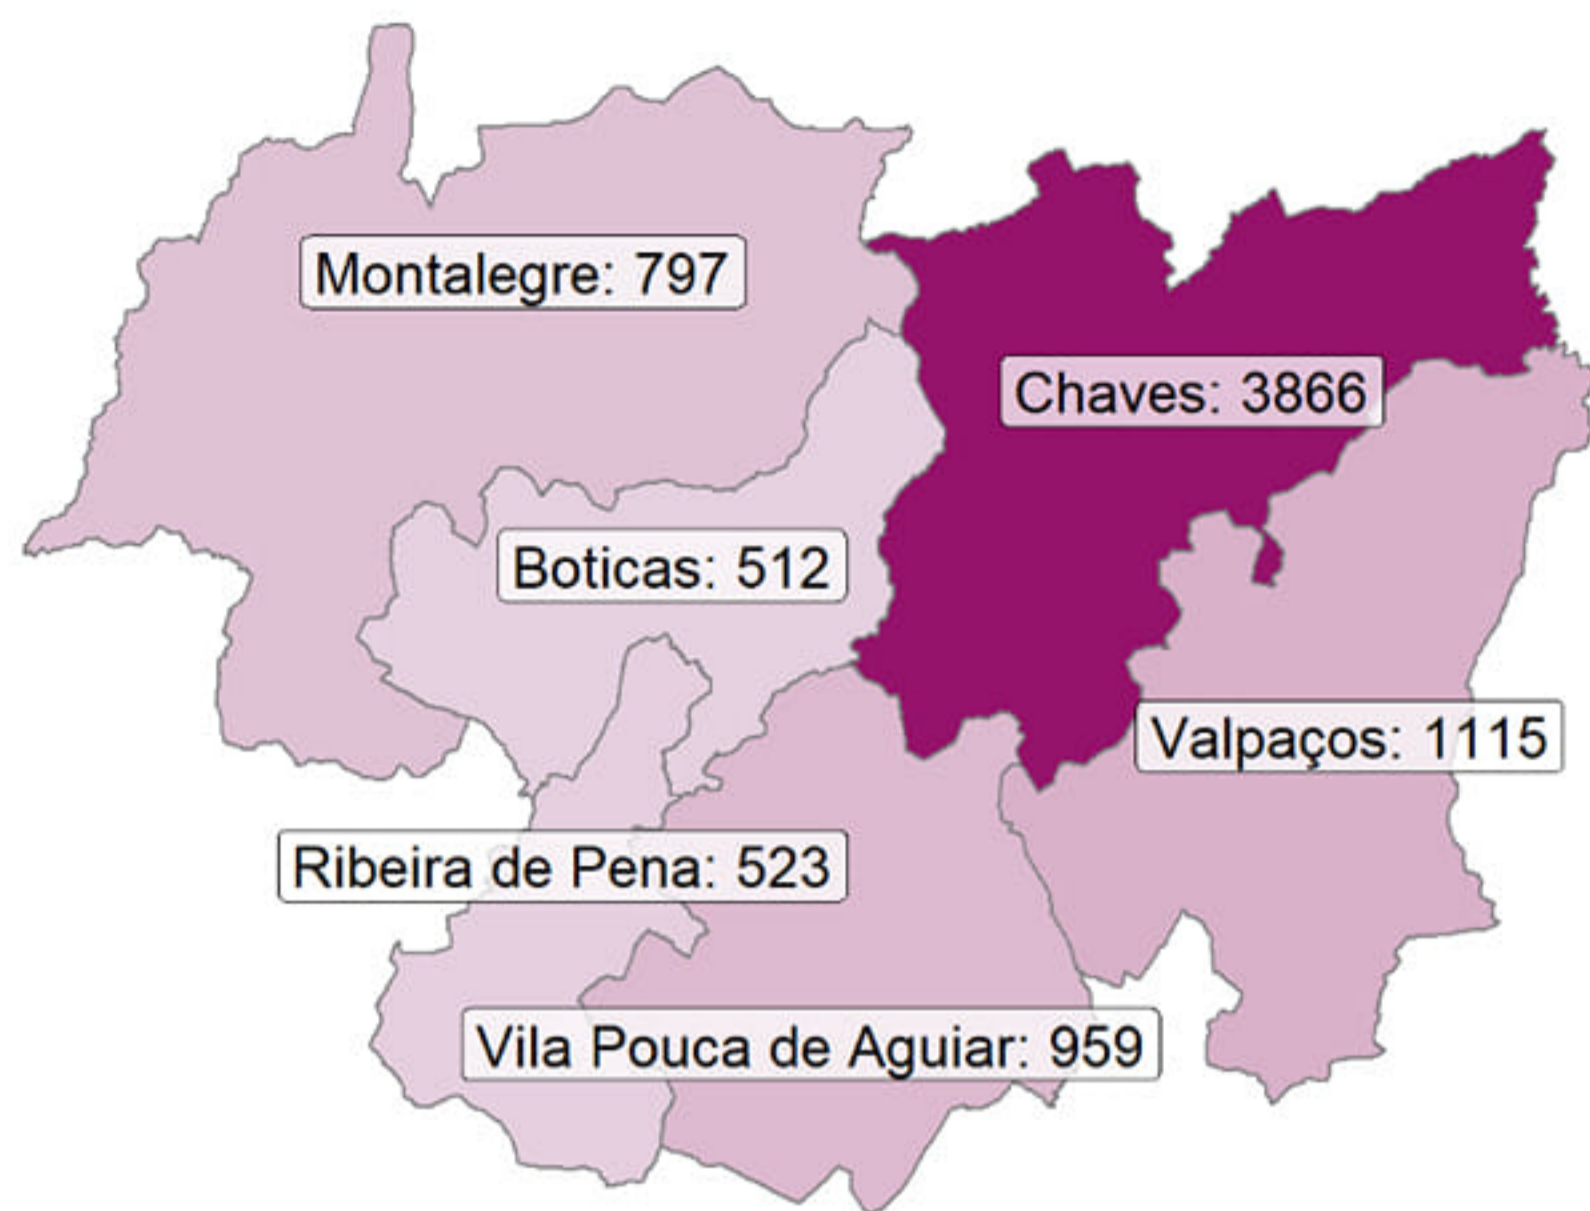 Montalegre: 797
Chaves: 3866
Boticas: 512
Valpaços: 1115
Ribeira de Pena: 523
Vila Pouca de Aguiar: 959